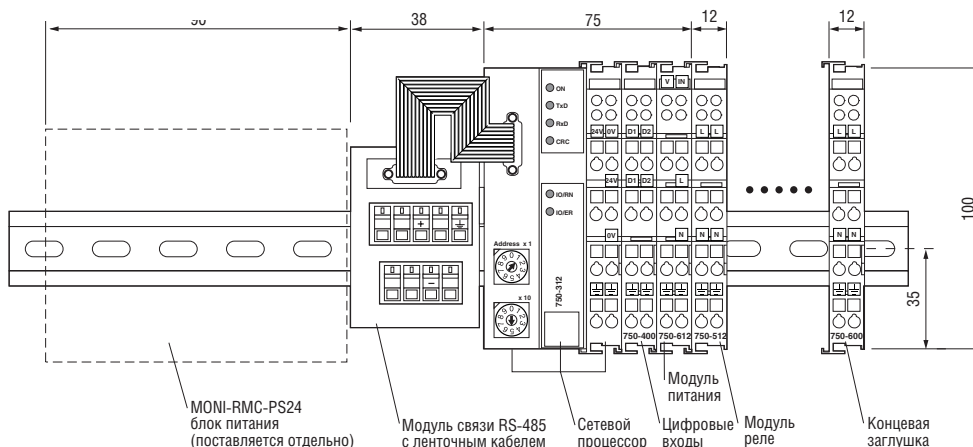 90
38
75
12
12
ON
TxD
RxD
CRC
IO/RN
IO/ER
V IN
24V 0V D1 D2 L L L L
24V D1 D2 L
0V N N N N N
+
−
Address x 1
x 10
750-312
750-400 750-612 750-512
750-600
100
35
MONI-RMC-PS24
блок питания
(поставляется отдельно)
Модуль связи RS-485
с ленточным кабелем
Сетевой
процессор
Цифровые
входы
Модуль
питания
Модуль
реле
Концевая
заглушка